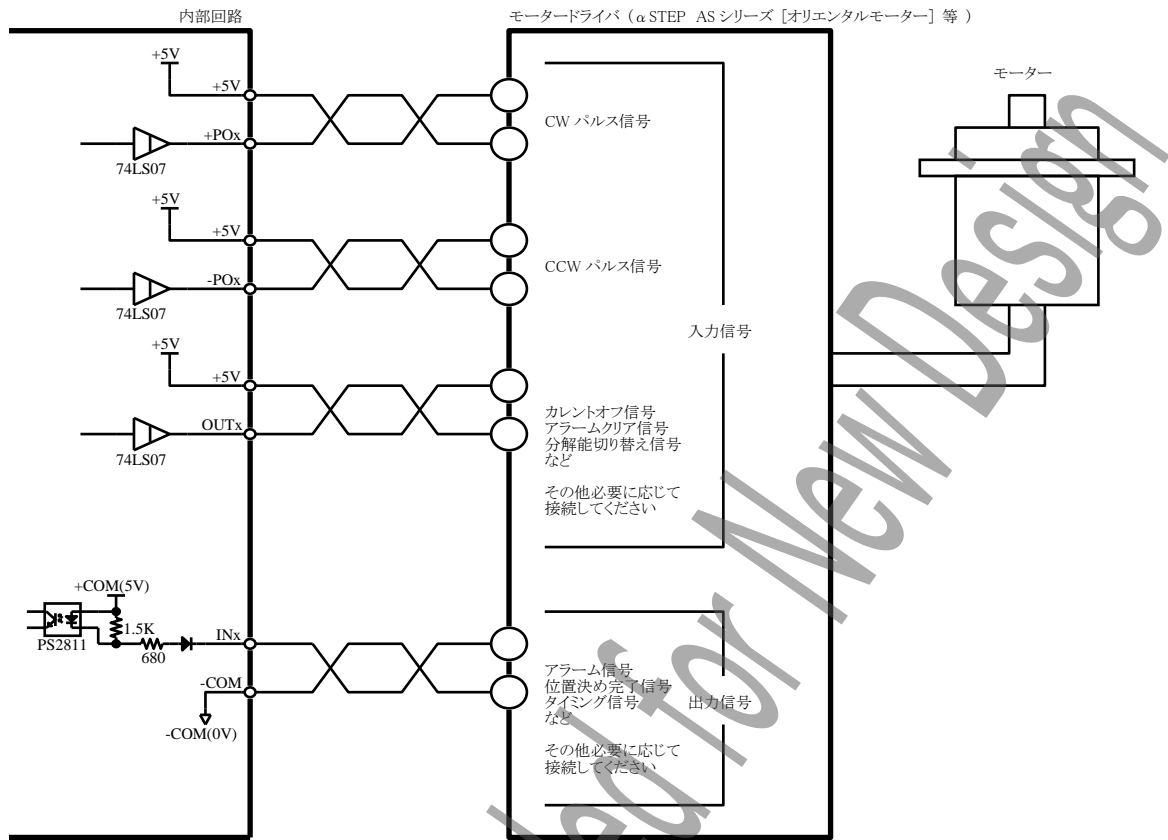 内部回路
モータードライバ ( α STEP AS シリーズ [オリエンタルモーター] 等 )
+5V
+5V
+POx
74LS07
CW パルス信号
モーター
+5V
+5V
-POx
74LS07
CCW パルス信号
入力信号
+5V
+5V
OUTx
74LS07
カレントオフ信号
アラームクリア信号
分解能切り替え信号
など
その他必要に応じて
接続してください
+COM(5V)
1.5K
PS2811
680
INx
-COM
-COM(0V)
アラーム信号
位置決め完了信号
タイミング信号
など
出力信号
その他必要に応じて
接続してください
ed for New Design